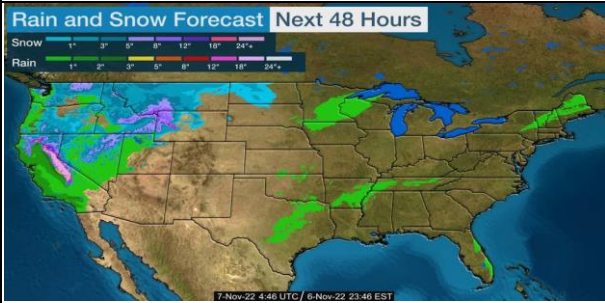 Rain and Snow Forecast Next 48 Hours
Snow
1" 3" 5" 8" 12" 18" 24"+
Rain
1" 2" 3" 5" 8" 12" 18" 24"+
7-Nov-22 4:46 UTC / 6-Nov-22 23:46 EST